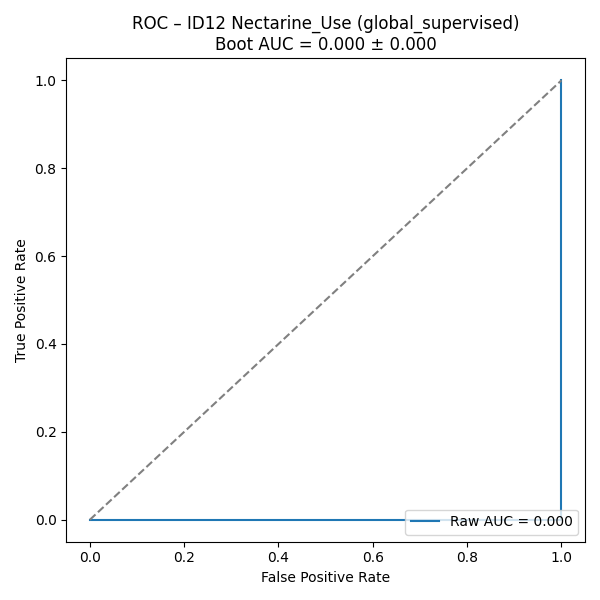 ROC – ID12 Nectarine_Use (global_supervised)
Boot AUC = 0.000 ± 0.000
True Positive Rate
1.0
0.8
0.6
0.4
0.2
0.0
Raw AUC = 0.000
0.0 0.2 0.4 0.6 0.8 1.0
False Positive Rate